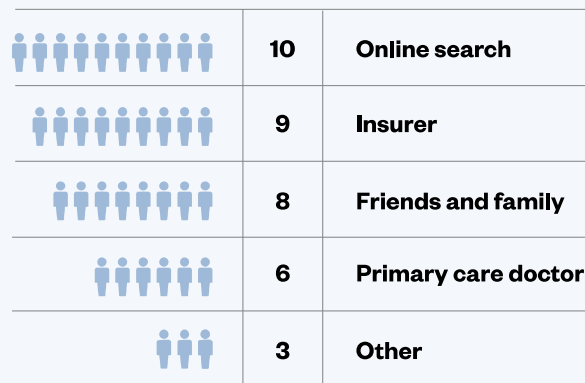 10 Online search
9 Insurer
8 Friends and family
6 Primary care doctor
3 Other